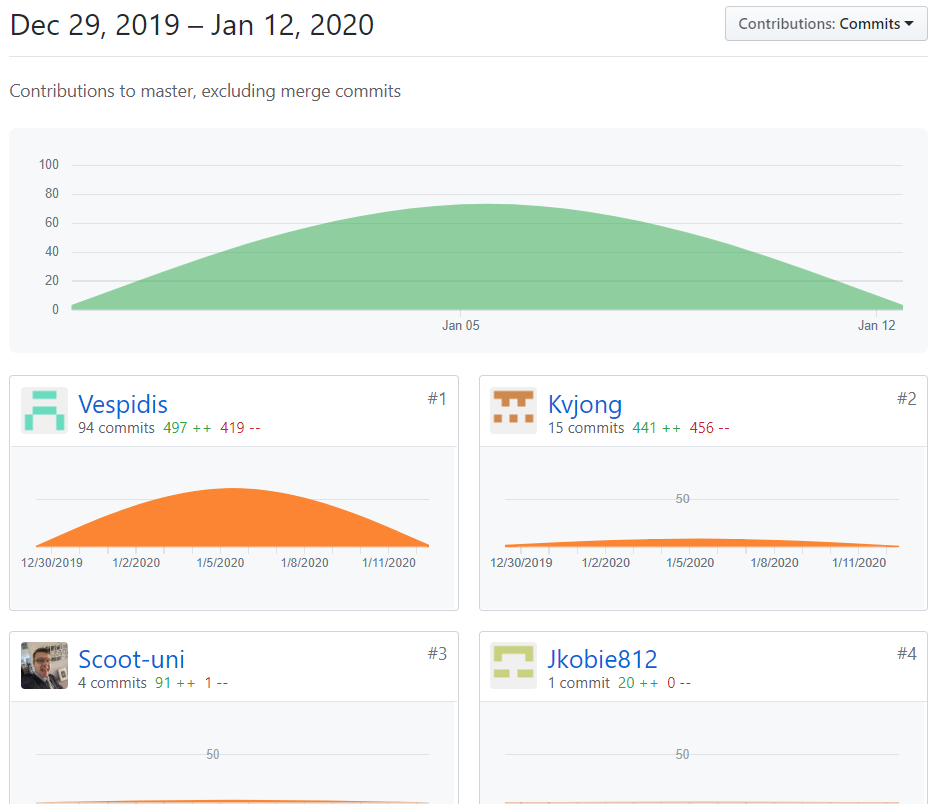 Dec 29, 2019 – Jan 12, 2020
Contributions: Commits
Contributions to master, excluding merge commits
100
80
60
40
20
0
Jan 05 Jan 12
Vespidis #1
94 commits 497 ++ 419 --
12/30/2019 1/2/2020 1/5/2020 1/8/2020 1/11/2020
Kvjong #2
15 commits 441 ++ 456 --
50
12/30/2019 1/2/2020 1/5/2020 1/8/2020 1/11/2020
Scoot-uni #3
4 commits 91 ++ 1 --
50
Jkobie812 #4
1 commit 20 ++ 0 --
50